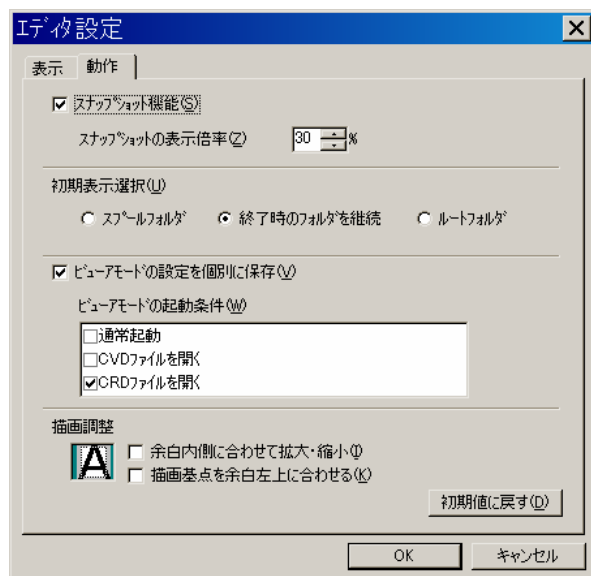 ｴﾃﾞｨﾀ設定
表示 動作
ｽﾅｯﾌﾟｼｮｯﾄ機能(S)
ｽﾅｯﾌﾟｼｮｯﾄの表示倍率(Z) 30 %
初期表示選択(U)
ｽﾌﾟｰﾙﾌｫﾙﾀﾞ 終了時のﾌｫﾙﾀﾞを継続 ﾙｰﾄﾌｫﾙﾀﾞ
ﾋﾞｭｰｱﾓｰﾄﾞの設定を個別に保存(V)
ﾋﾞｭｰｱﾓｰﾄﾞの起動条件(W)
通常起動
CVDﾌｧｲﾙを開く
CRDﾌｧｲﾙを開く
描画調整
A
余白内側に合わせて拡大・縮小(I)
描画基点を余白左上に合わせる(K)
初期値に戻す(D)
OK キャンセル